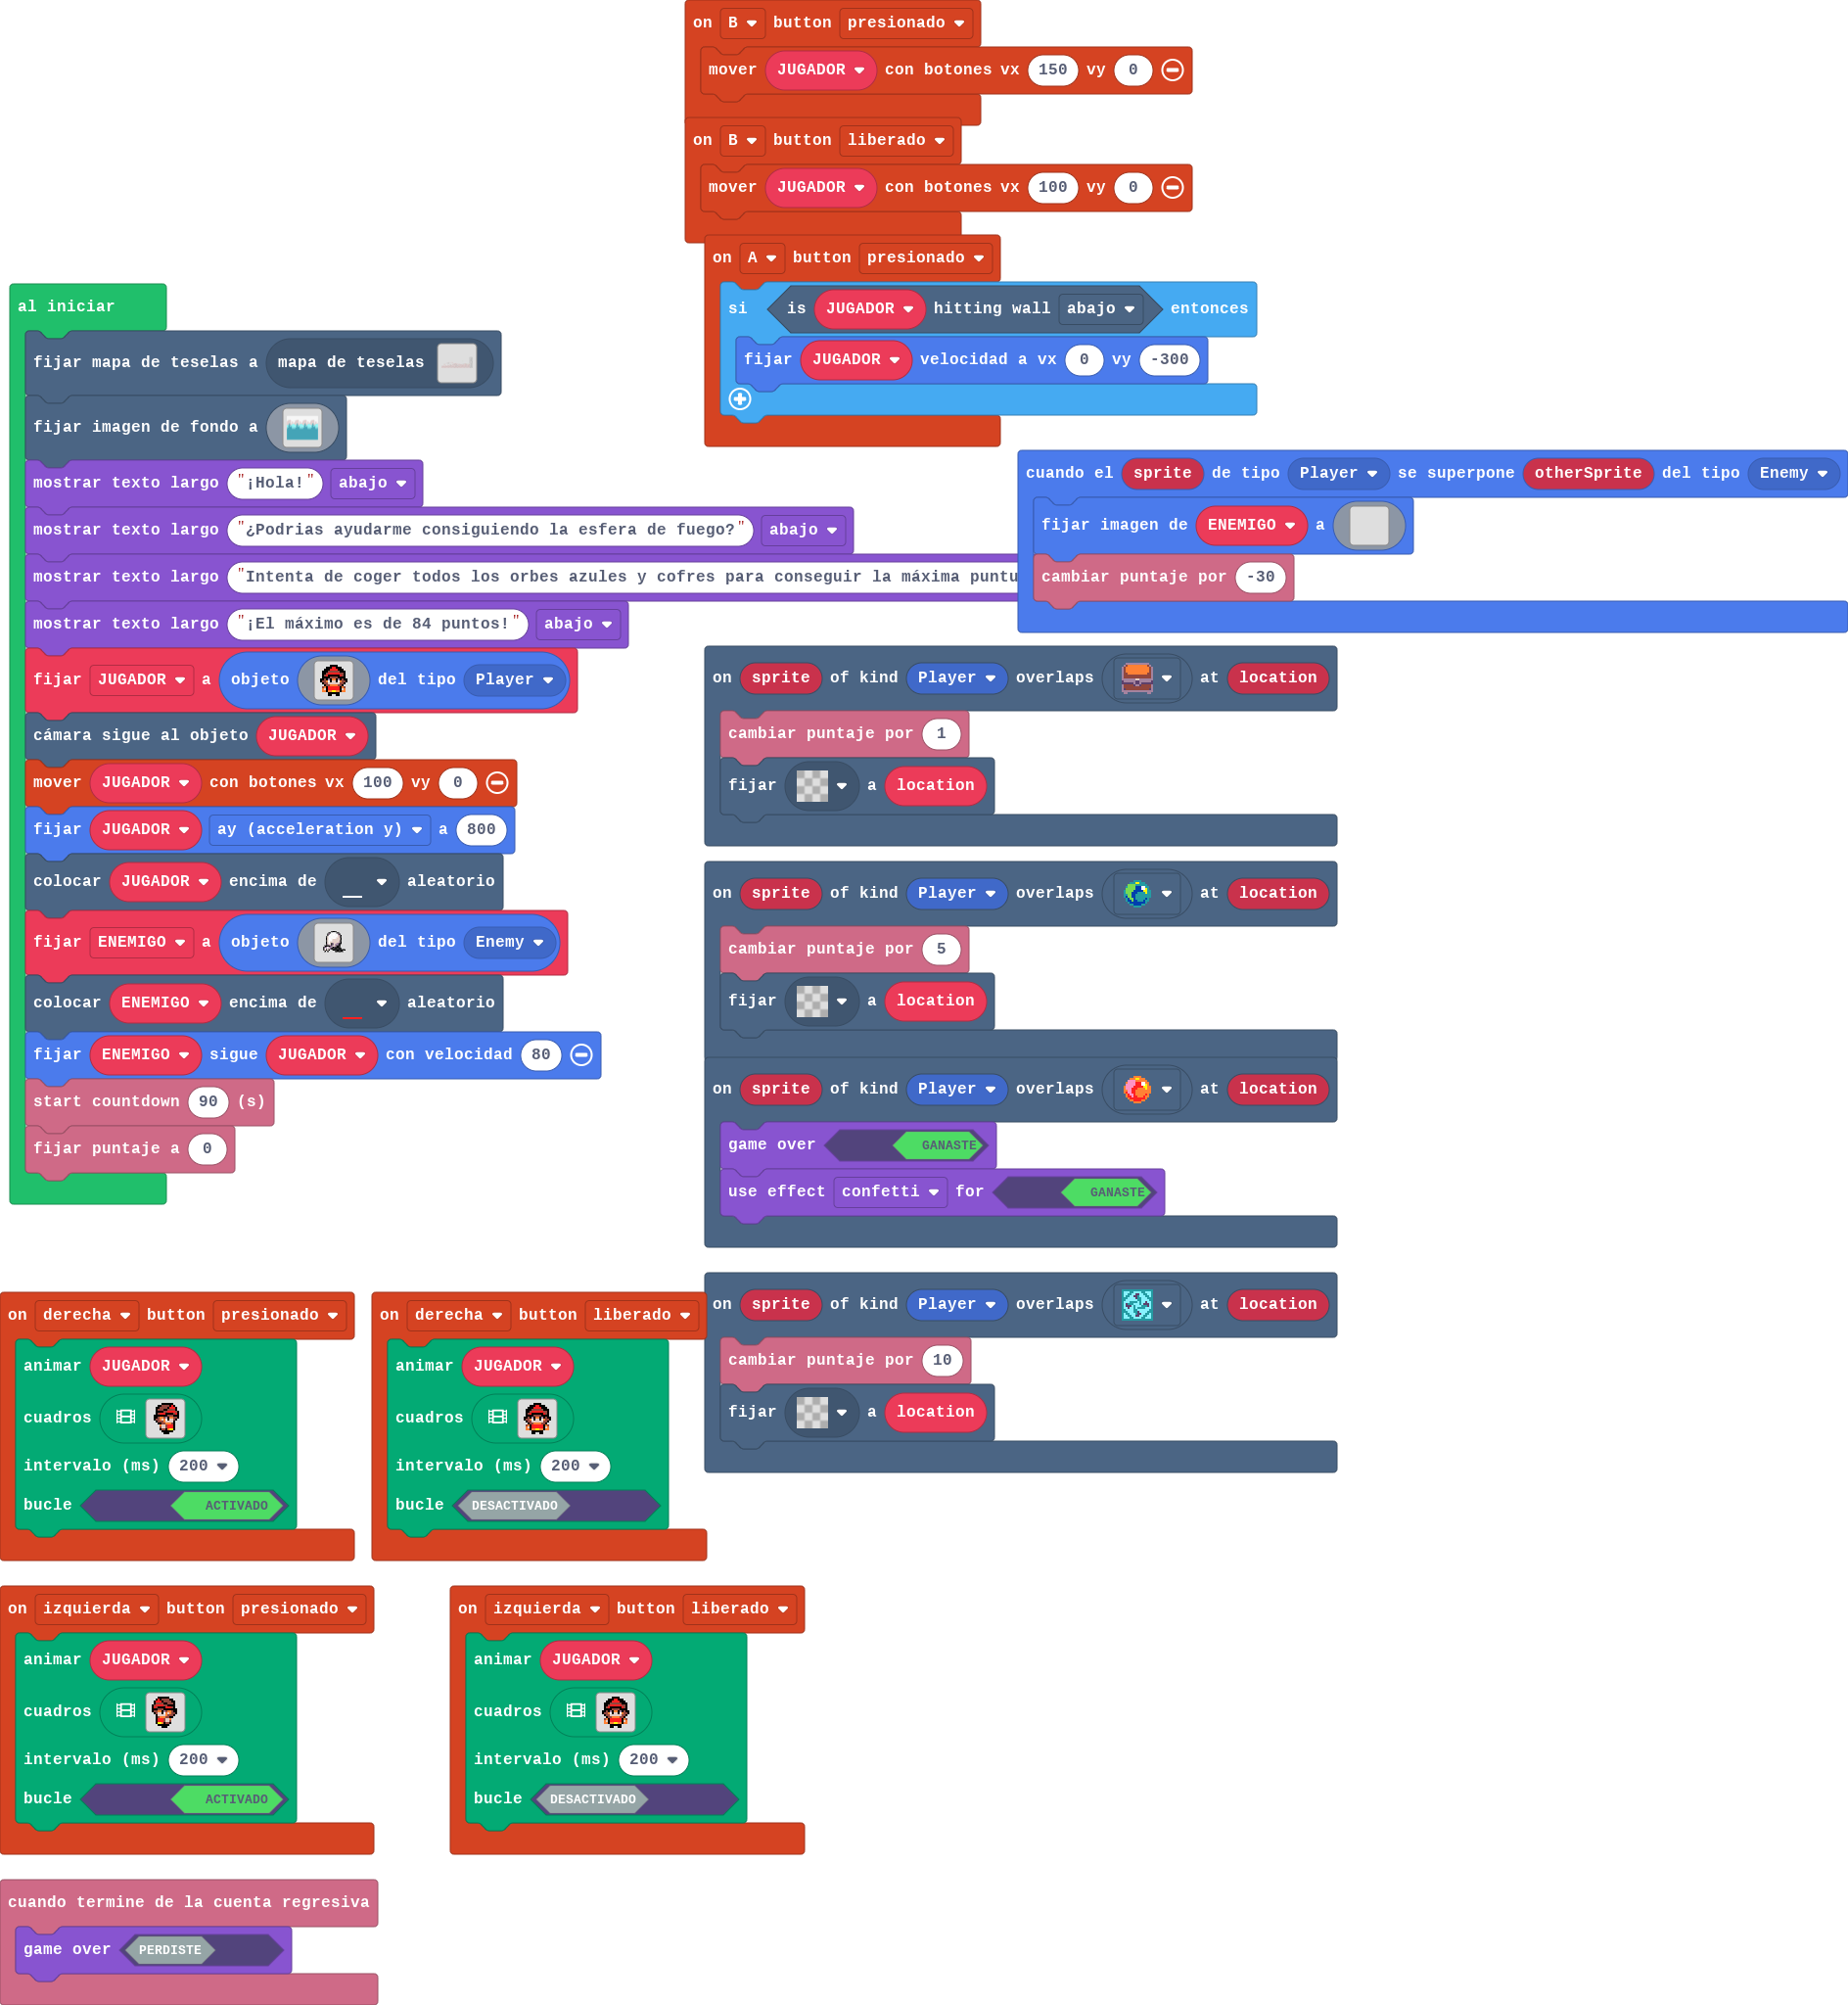 on B button presionado
mover JUGADOR con botones vx 150 vy 0
on B button liberado
mover JUGADOR con botones vx 100 vy 0
on A button presionado
si is JUGADOR hitting wall abajo entonces
fijar JUGADOR velocidad a vx 0 vy -300
al iniciar
fijar mapa de teselas a mapa de teselas
fijar imagen de fondo a
mostrar texto largo "¡Hola!" abajo
mostrar texto largo "¿Podrias ayudarme consiguiendo la esfera de fuego?" abajo
mostrar texto largo "Intenta de coger todos los orbes azules y cofres para conseguir la máxima puntu
mostrar texto largo "¡El máximo es de 84 puntos!" abajo
fijar JUGADOR a objeto del tipo Player
cámara sigue al objeto JUGADOR
mover JUGADOR con botones vx 100 vy 0
fijar JUGADOR ay (acceleration y) a 800
colocar JUGADOR encima de aleatorio
fijar ENEMIGO a objeto del tipo Enemy
colocar ENEMIGO encima de aleatorio
fijar ENEMIGO sigue JUGADOR con velocidad 80
start countdown 90 (s)
fijar puntaje a 0
cuando el sprite de tipo Player se superpone otherSprite del tipo Enemy
fijar imagen de ENEMIGO a
cambiar puntaje por -30
on sprite of kind Player overlaps at location
cambiar puntaje por 1
fijar a location
on sprite of kind Player overlaps at location
cambiar puntaje por 5
fijar a location
on sprite of kind Player overlaps at location
game over GANASTE
use effect confetti for GANASTE
on sprite of kind Player overlaps at location
cambiar puntaje por 10
fijar a location
on derecha button presionado
animar JUGADOR
cuadros
intervalo (ms) 200
bucle ACTIVADO
on derecha button liberado
animar JUGADOR
cuadros
intervalo (ms) 200
bucle DESACTIVADO
on izquierda button presionado
animar JUGADOR
cuadros
intervalo (ms) 200
bucle ACTIVADO
on izquierda button liberado
animar JUGADOR
cuadros
intervalo (ms) 200
bucle DESACTIVADO
cuando termine de la cuenta regresiva
game over PERDISTE